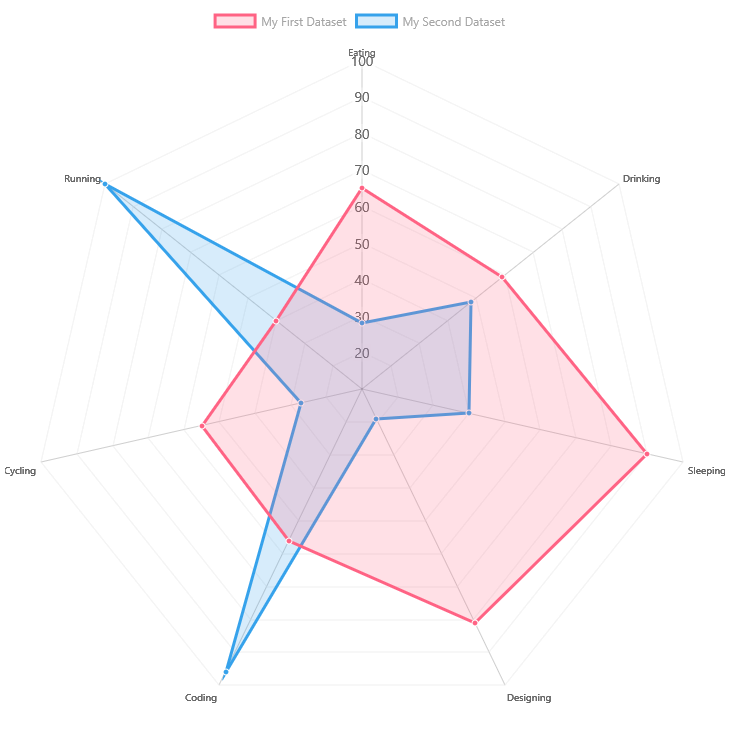 My First Dataset My Second Dataset
Eating
100
90
80
70
60
50
40
30
20
Running
Drinking
Cycling
Sleeping
Coding
Designing